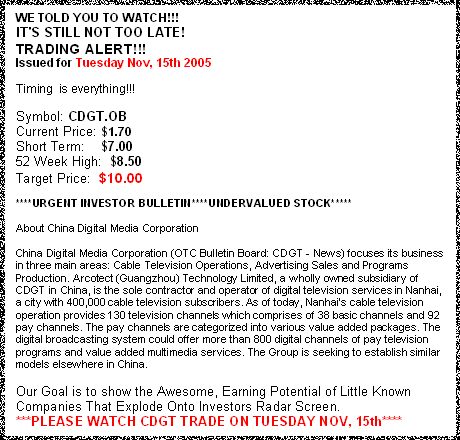 WE TOLD YOU TO WATCH!!!
IT'S STILL NOT TOO LATE!
TRADING ALERT!!!
Issued for Tuesday Nov, 15th 2005
Timing is everything!!!
Symbol: CDGT.OB
Current Price: $1.70
Short Term: $7.00
52 Week High: $8.50
Target Price: $10.00
****URGENT INVESTOR BULLETIN****UNDERVALUED STOCK*****
About China Digital Media Corporation
China Digital Media Corporation (OTC Bulletin Board: CDGT - News) focuses its business
in three main areas: Cable Television Operations, Advertising Sales and Programs
Production. Arcotect (Guangzhou) Technology Limited, a wholly owned subsidiary of
CDGT in China, is the sole contractor and operator of digital television services in Nanhai,
a city with 400,000 cable television subscribers. As of today, Nanhai's cable television
operation provides 130 television channels which comprises of 38 basic channels and 92
pay channels. The pay channels are categorized into various value added packages. The
digital broadcasting system could offer more than 800 digital channels of pay television
programs and value added multimedia services. The Group is seeking to establish similar
models elsewhere in China.
Our Goal is to show the Awesome, Earning Potential of Little Known
Companies That Explode Onto Investors Radar Screen.
***PLEASE WATCH CDGT TRADE ON TUESDAY NOV, 15th****